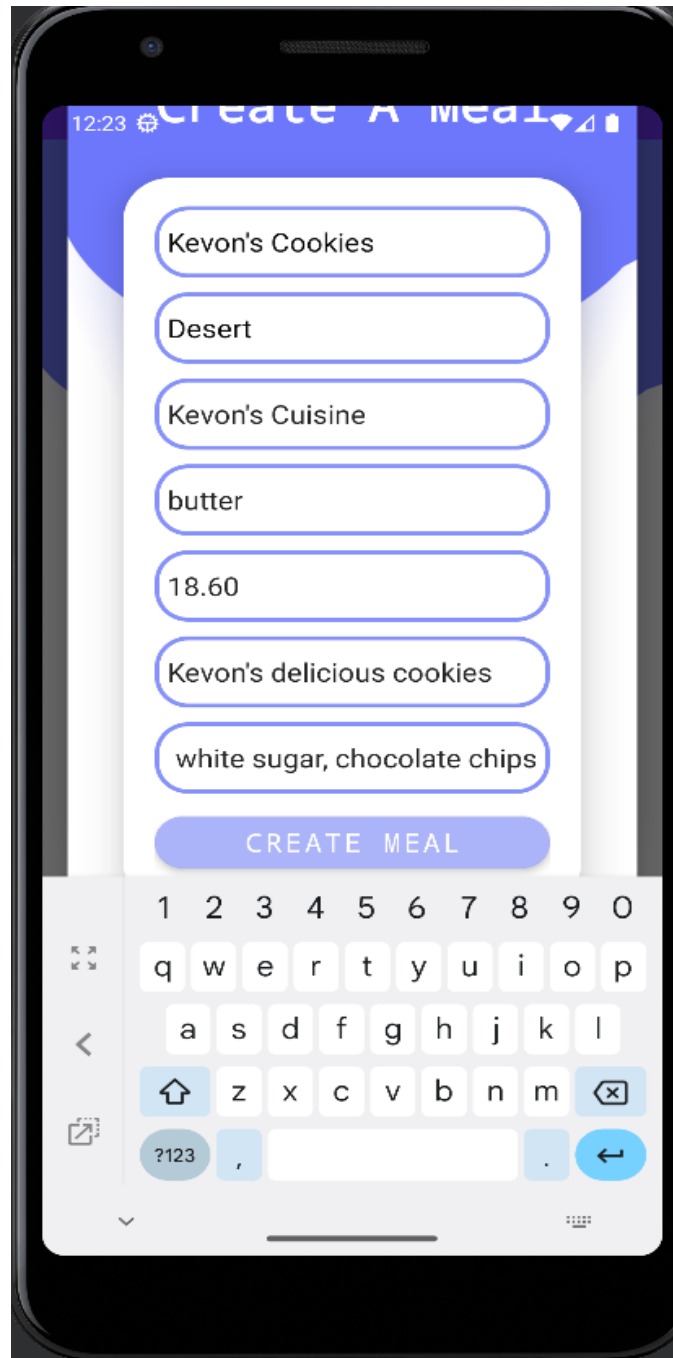 Create A Meal
12:23
Kevon's Cookies
Desert
Kevon's Cuisine
butter
18.60
Kevon's delicious cookies
white sugar, chocolate chips
CREATE MEAL
1 2 3 4 5 6 7 8 9 0
q w e r t y u i o p
a s d f g h j k l
z x c v b n m
?123 , .